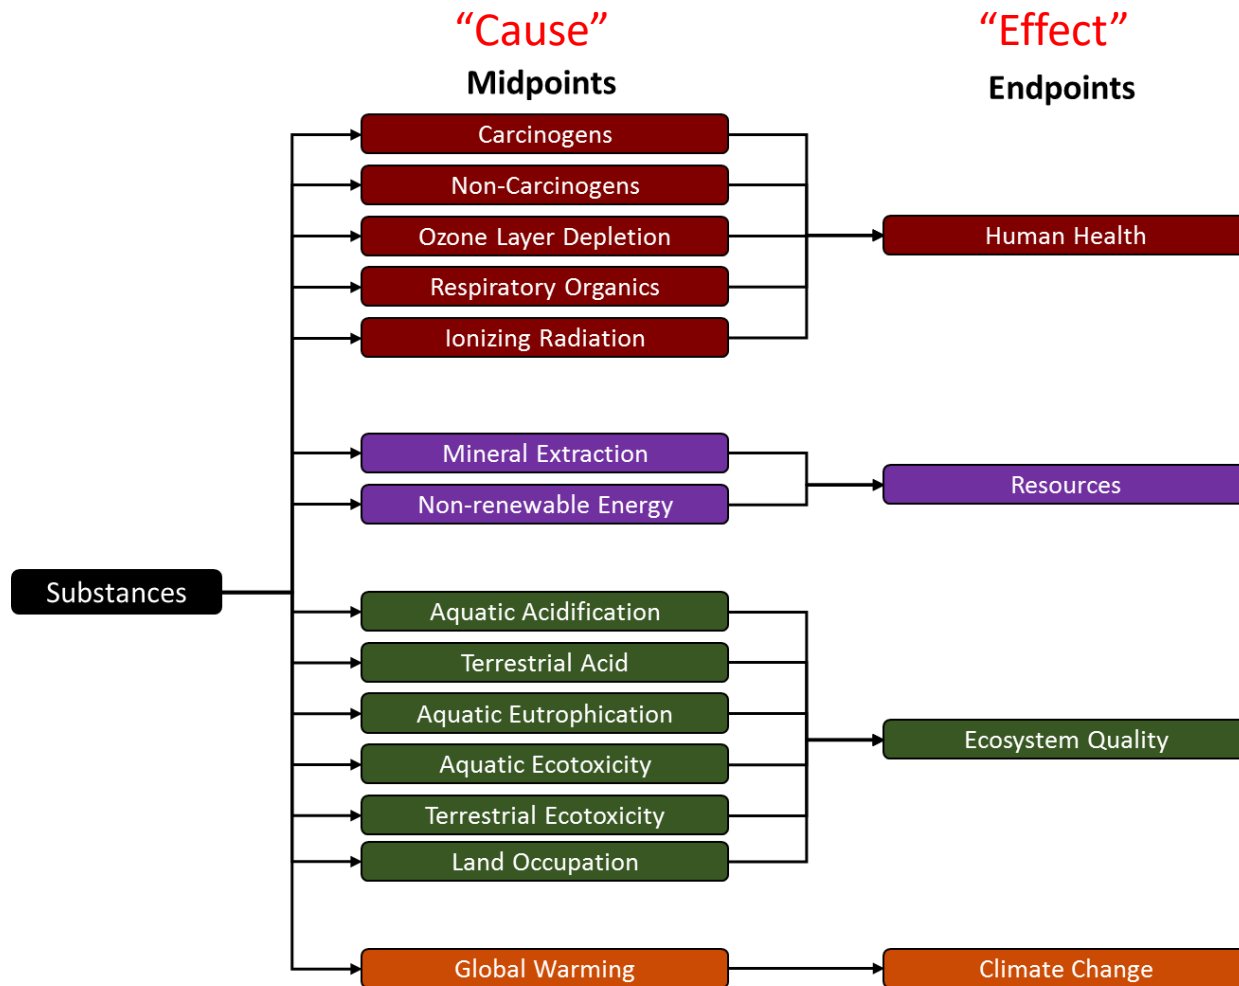 “Cause”
“Effect”
Midpoints
Endpoints
Carcinogens
Non-Carcinogens
Ozone Layer Depletion
Human Health
Respiratory Organics
Ionizing Radiation
Mineral Extraction
Resources
Non-renewable Energy
Substances
Aquatic Acidification
Terrestrial Acid
Aquatic Eutrophication
Ecosystem Quality
Aquatic Ecotoxicity
Terrestrial Ecotoxicity
Land Occupation
Global Warming
Climate Change